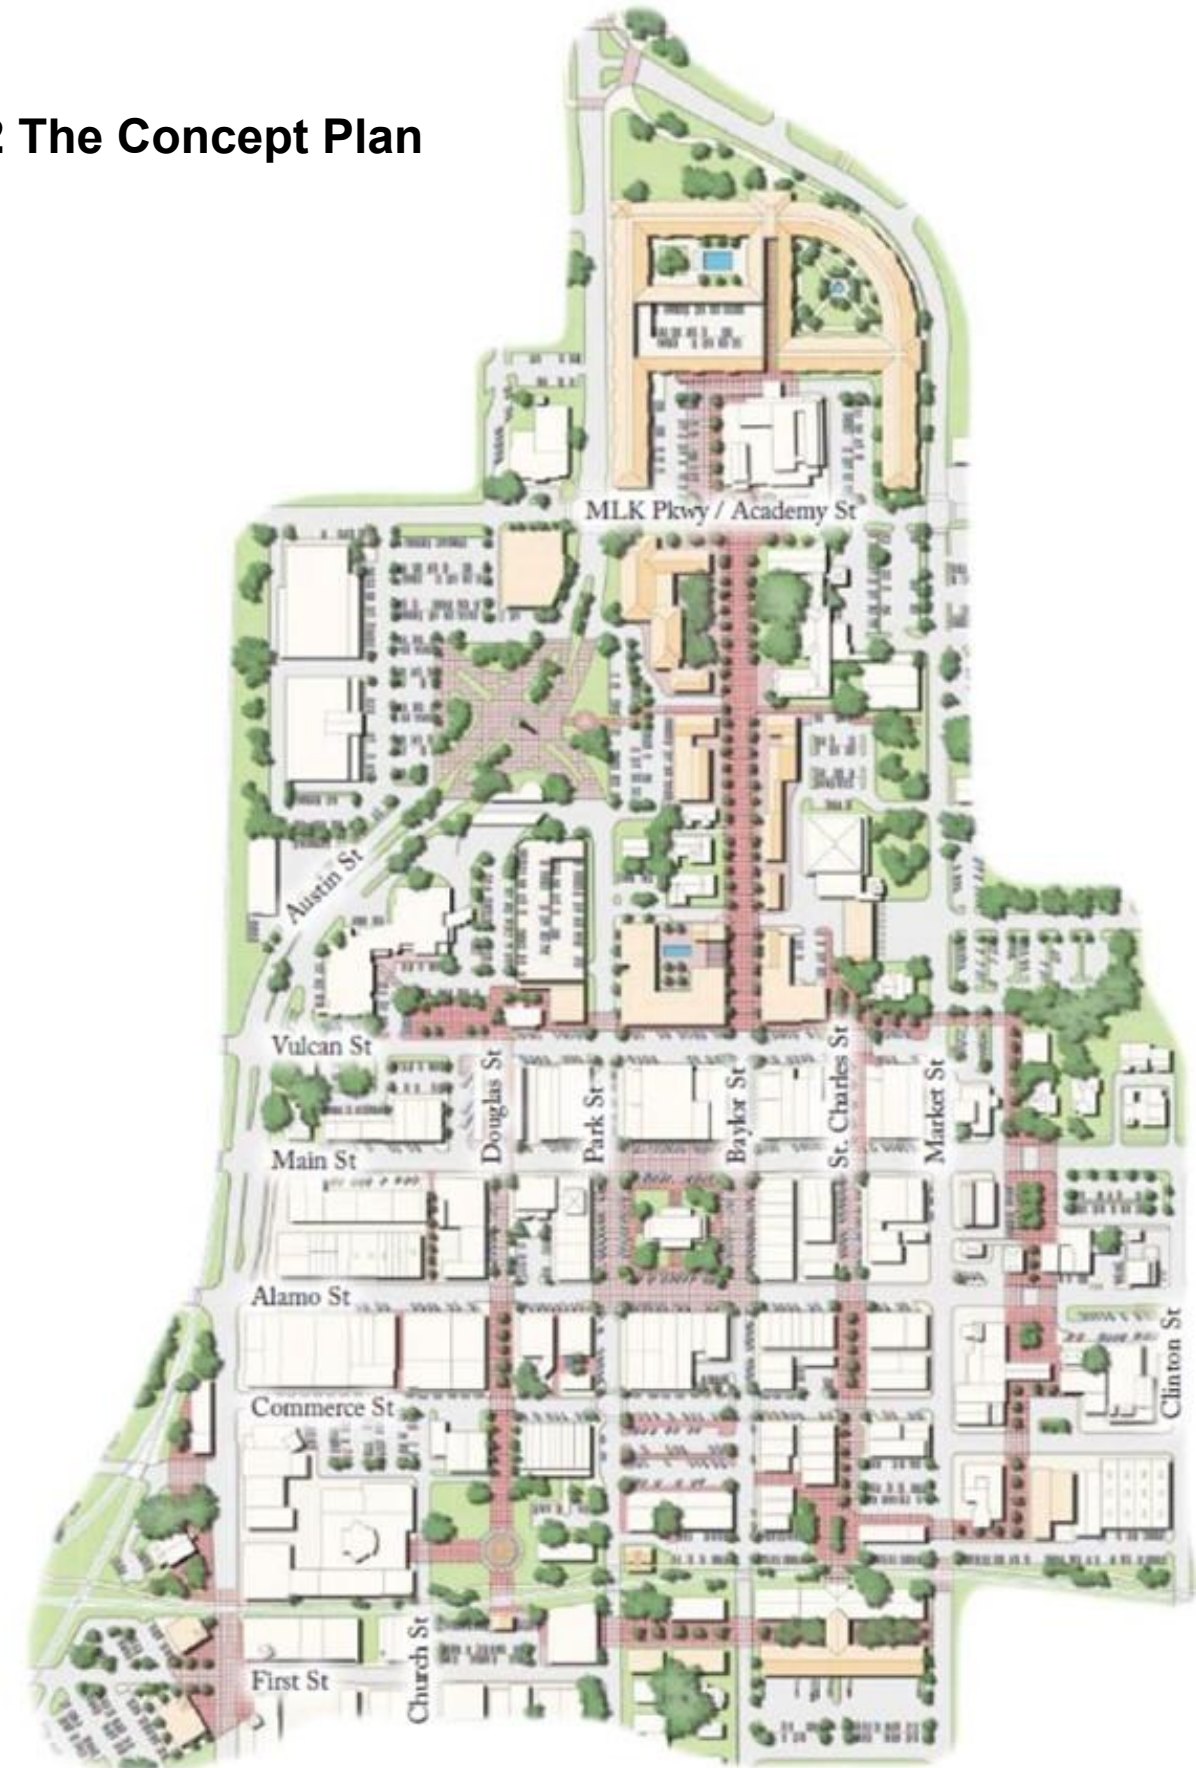 2 The Concept Plan
MLK Pkwy / Academy St
Austin St
Vulcan St
Douglas St
Park St
Baylor St
St. Charles St
Market St
Main St
Alamo St
Clinton St
Commerce St
Church St
First St